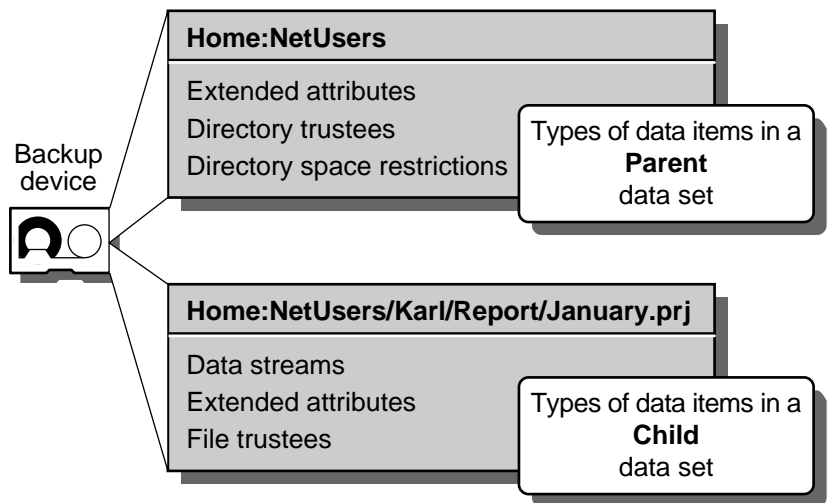 Backup
device
Home:NetUsers
Extended attributes
Directory trustees
Directory space restrictions
Types of data items in a
Parent
data set
Home:NetUsers/Karl/Report/January.prj
Data streams
Extended attributes
File trustees
Types of data items in a
Child
data set